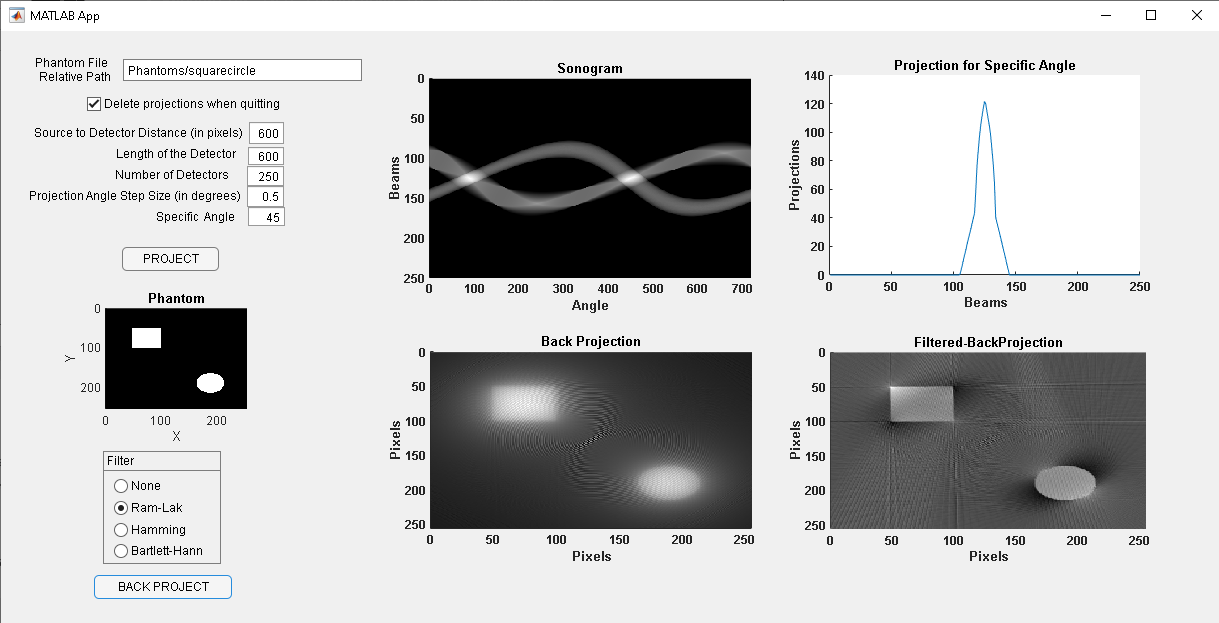 MATLAB App
Phantom File
Relative Path
Phantoms/squarecircle
Delete projections when quitting
Source to Detector Distance (in pixels) 600
Length of the Detector 600
Number of Detectors 250
Projection Angle Step Size (in degrees) 0.5
Specific Angle 45
PROJECT
Phantom
0
100
200
Y
0 100 200
X
Filter
None
Ram-Lak
Hamming
Bartlett-Hann
BACK PROJECT
Sonogram
0
50
100
150
200
250
Beams
0 100 200 300 400 500 600 700
Angle
Projection for Specific Angle
140
120
100
80
60
40
20
0
Projections
0 50 100 150 200 250
Beams
Back Projection
0
50
100
150
200
250
Pixels
0 50 100 150 200 250
Pixels
Filtered-BackProjection
0
50
100
150
200
250
Pixels
0 50 100 150 200 250
Pixels